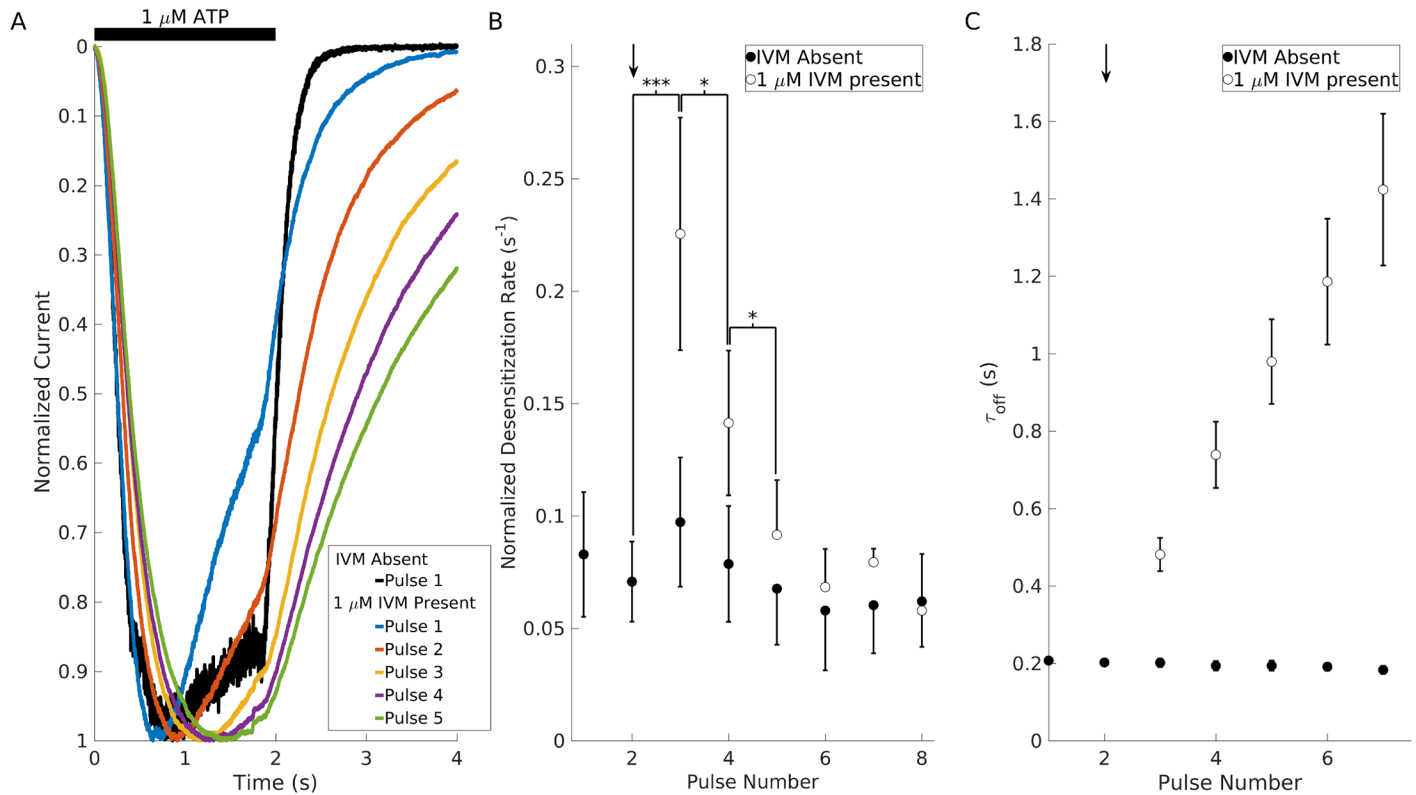 A
1 μM ATP
0
0.1
0.2
0.3
0.4
0.5
0.6
0.7
0.8
0.9
1
Normalized Current
0
1
2
3
4
Time (s)
IVM Absent
Pulse 1
1 μM IVM Present
Pulse 1
Pulse 2
Pulse 3
Pulse 4
Pulse 5
B
IVM Absent
1 μM IVM present
***
*
*
0.3
0.25
0.2
0.15
0.1
0.05
0
Normalized Desensitization Rate (s⁻¹)
2
4
6
8
Pulse Number
C
IVM Absent
1 μM IVM present
1.8
1.6
1.4
1.2
1
0.8
0.6
0.4
0.2
0
τoff (s)
2
4
6
Pulse Number